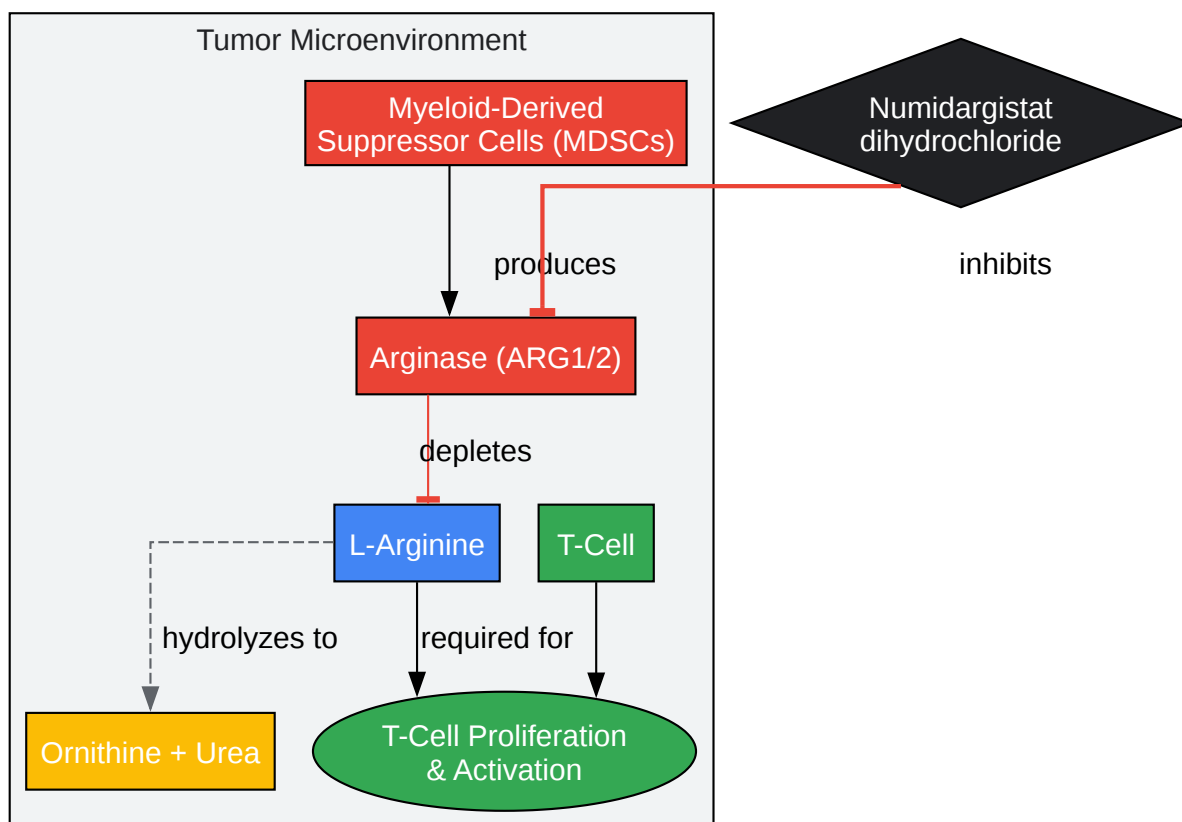 Tumor Microenvironment
Myeloid-Derived
Suppressor Cells (MDSCs)
Numidargistat
dihydrochloride
produces
inhibits
Arginase (ARG1/2)
depletes
L-Arginine
T-Cell
hydrolyzes to
required for
Ornithine + Urea
T-Cell Proliferation
& Activation